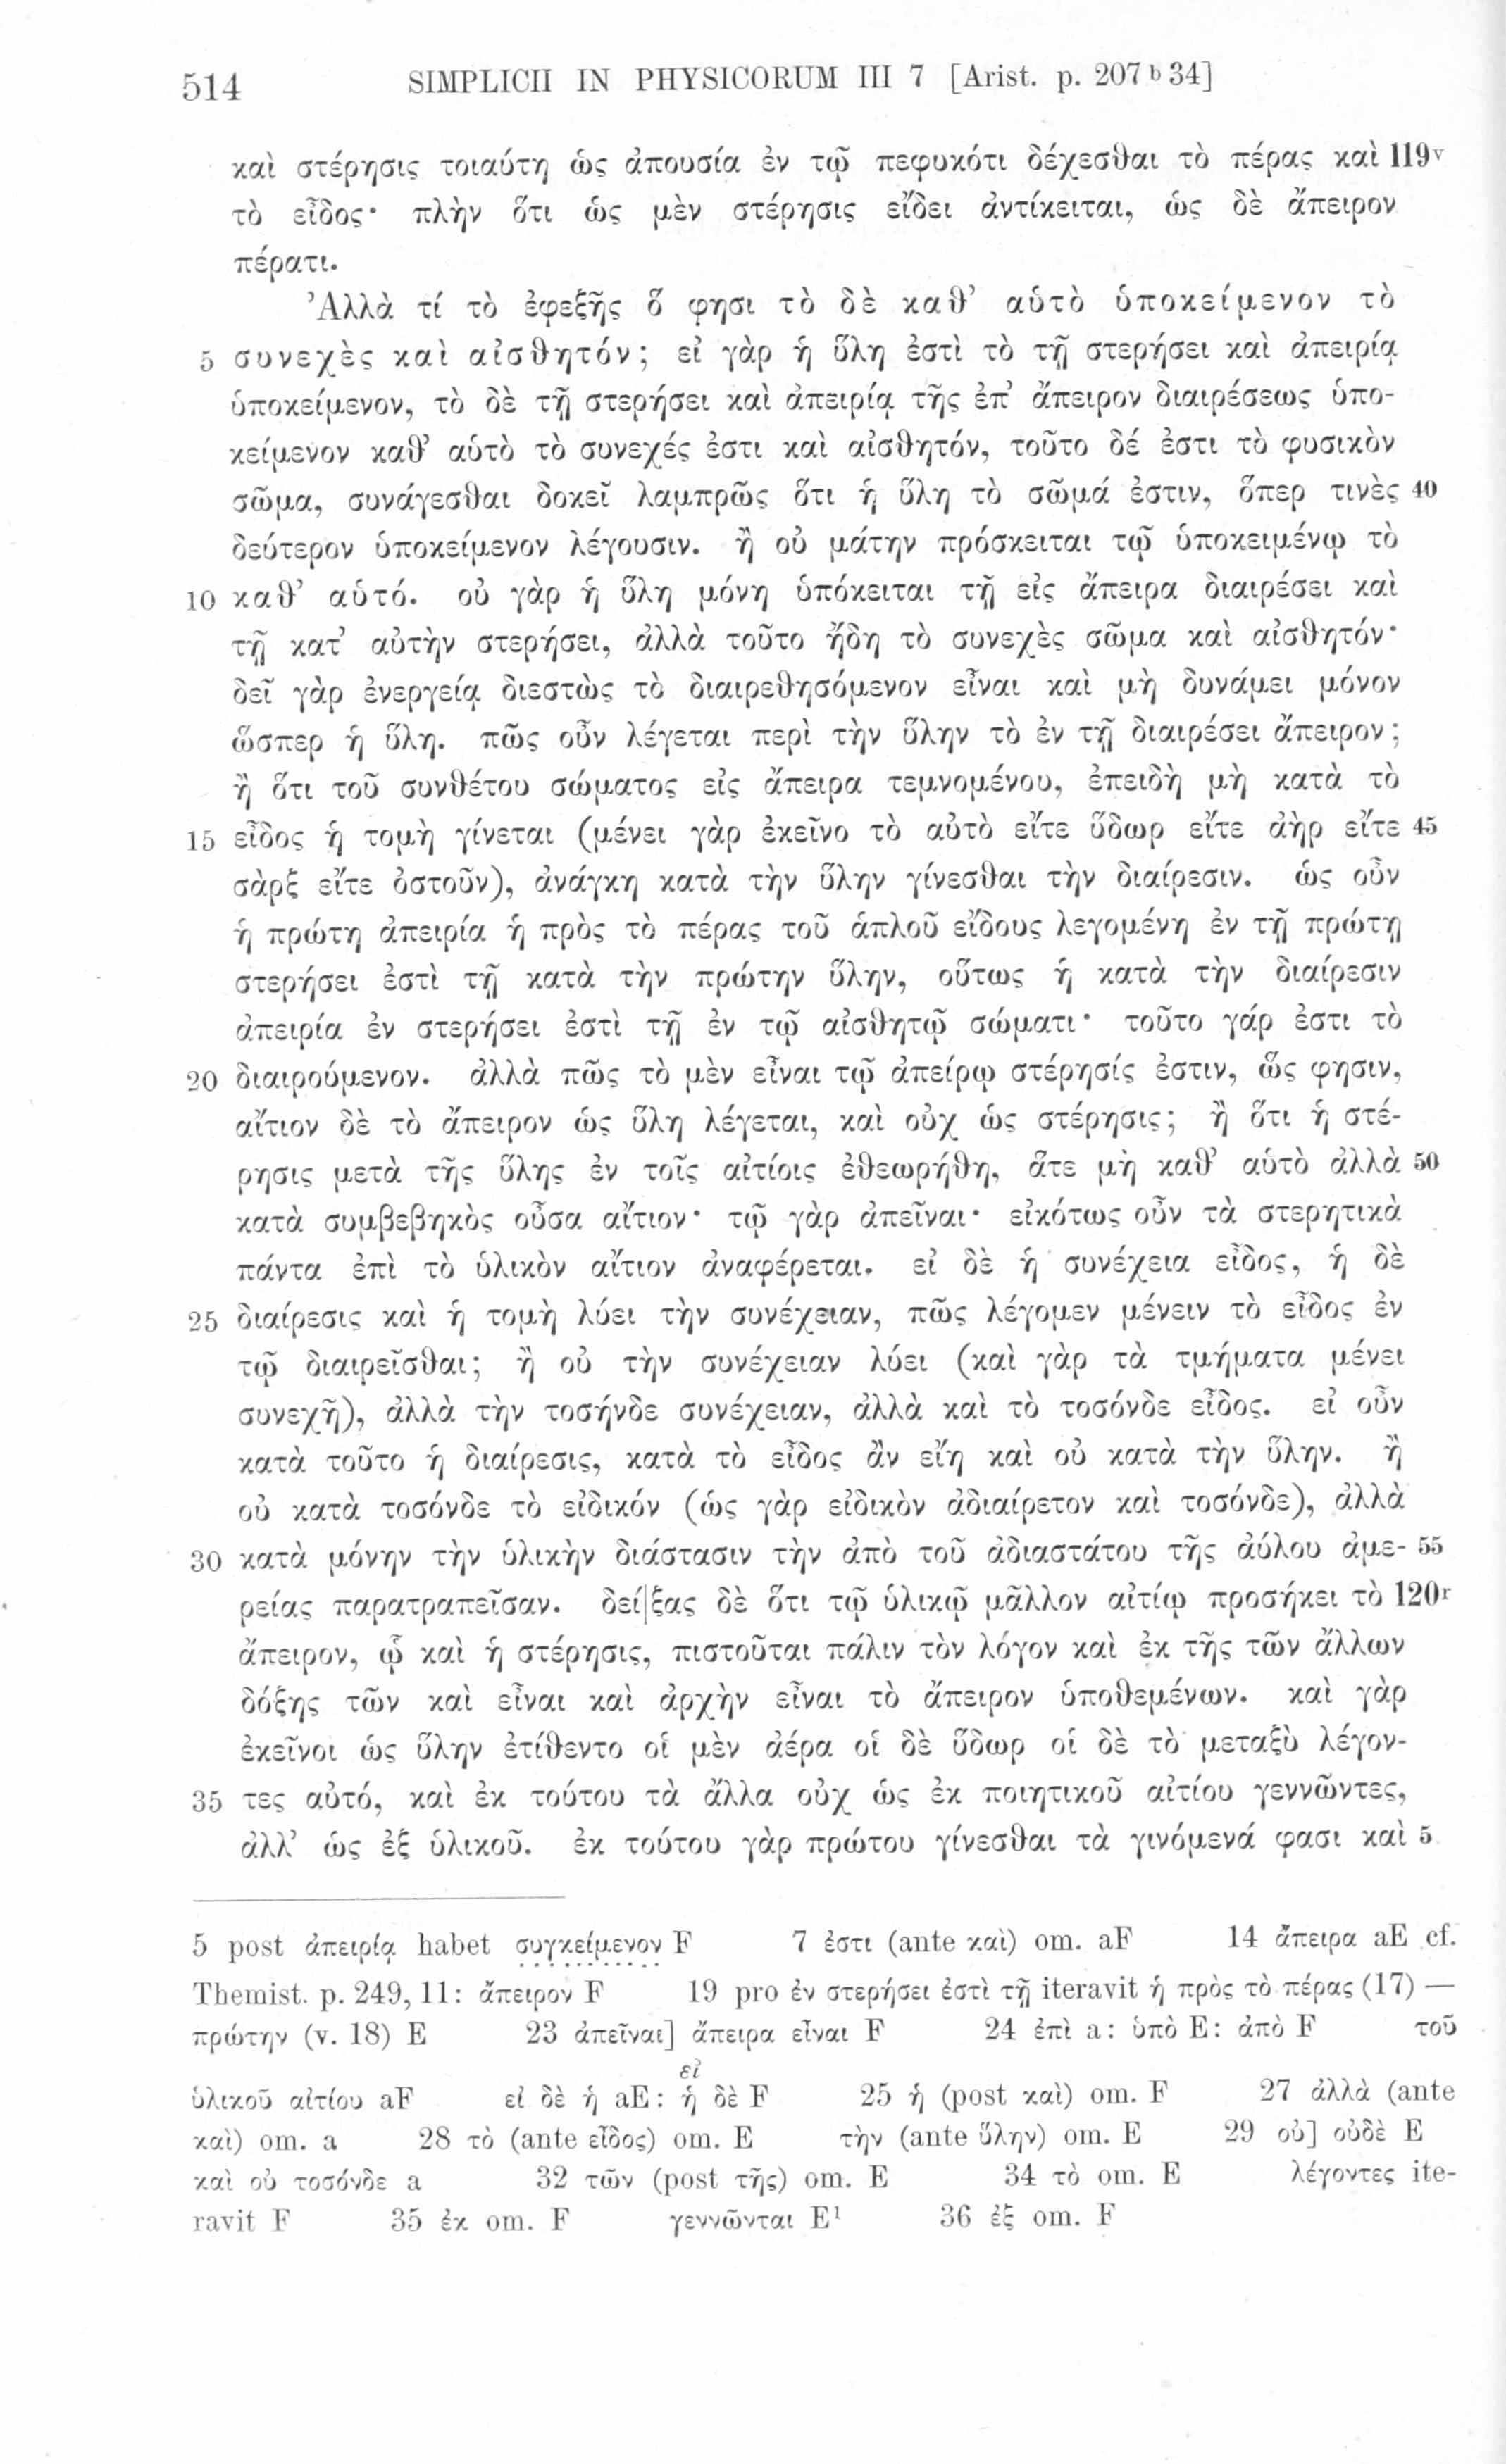 514 SIMPLICII IN PHYSICORUM III 7 [Arist. p. 207 b 34]
καὶ στέρησις τοιαύτη ὡς ἀπουσία ἐν τῷ πεφυκότι δέχεσθαι τὸ πέρας καὶ 119v
τὸ εἶδος· πλὴν ὅτι ὡς μὲν στέρησις εἴδει ἀντίκειται, ὡς δὲ ἄπειρον
πέρατι.
Ἀλλὰ τί τὸ ἐφεξῆς ὅ φησι τὸ δὲ καθ’ αὑτὸ ὑποκείμενον τὸ
5 συνεχὲς καὶ αἰσθητόν; εἰ γὰρ ἡ ὕλη ἐστὶ τὸ τῇ στερήσει καὶ ἀπειρίᾳ
ὑποκείμενον, τὸ δὲ τῇ στερήσει καὶ ἀπειρίᾳ τῆς ἐπ’ ἄπειρον διαιρέσεως ὑπο-
κείμενον καθ’ αὑτὸ τὸ συνεχές ἐστι καὶ αἰσθητόν, τοῦτο δέ ἐστι τὸ φυσικὸν
σῶμα, συνάγεσθαι δοκεῖ λαμπρῶς ὅτι ἡ ὕλη τὸ σῶμά ἐστιν, ὅπερ τινὲς 40
δεύτερον ὑποκείμενον λέγουσιν. ἢ οὐ μάτην πρόσκειται τῷ ὑποκειμένῳ τὸ
10 καθ’ αὑτό. οὐ γὰρ ἡ ὕλη μόνη ὑπόκειται τῇ εἰς ἄπειρα διαιρέσει καὶ
τῇ κατ’ αὐτὴν στερήσει, ἀλλὰ τοῦτο ἤδη τὸ συνεχὲς σῶμα καὶ αἰσθητόν·
δεῖ γὰρ ἐνεργείᾳ διεστὼς τὸ διαιρεθησόμενον εἶναι καὶ μὴ δυνάμει μόνον
ὥσπερ ἡ ὕλη. πῶς οὖν λέγεται περὶ τὴν ὕλην τὸ ἐν τῇ διαιρέσει ἄπειρον;
ἢ ὅτι τοῦ συνθέτου σώματος εἰς ἄπειρα τεμνομένου, ἐπειδὴ μὴ κατὰ τὸ
15 εἶδος ἡ τομὴ γίνεται (μένει γὰρ ἐκεῖνο τὸ αὐτὸ εἴτε ὕδωρ εἴτε ἀὴρ εἴτε 45
σὰρξ εἴτε ὀστοῦν), ἀνάγκη κατὰ τὴν ὕλην γίνεσθαι τὴν διαίρεσιν. ὡς οὖν
ἡ πρώτη ἀπειρία ἡ πρὸς τὸ πέρας τοῦ ἁπλοῦ εἴδους λεγομένη ἐν τῇ πρώτῃ
στερήσει ἐστὶ τῇ κατὰ τὴν πρώτην ὕλην, οὕτως ἡ κατὰ τὴν διαίρεσιν
ἀπειρία ἐν στερήσει ἐστὶ τῇ ἐν τῷ αἰσθητῷ σώματι· τοῦτο γάρ ἐστι τὸ
20 διαιρούμενον. ἀλλὰ πῶς τὸ μὲν εἶναι τῷ ἀπείρῳ στέρησίς ἐστιν, ὥς φησιν,
αἴτιον δὲ τὸ ἄπειρον ὡς ὕλη λέγεται, καὶ οὐχ ὡς στέρησις; ἢ ὅτι ἡ στέ-
ρησις μετὰ τῆς ὕλης ἐν τοῖς αἰτίοις ἐθεωρήθη, ἅτε μὴ καθ’ αὑτὸ ἀλλὰ 50
κατὰ συμβεβηκὸς οὖσα αἴτιον· τῷ γὰρ ἀπεῖναι· εἰκότως οὖν τὰ στερητικὰ
πάντα ἐπὶ τὸ ὑλικὸν αἴτιον ἀναφέρεται. εἰ δὲ ἡ συνέχεια εἶδος, ἡ δὲ
25 διαίρεσις καὶ ἡ τομὴ λύει τὴν συνέχειαν, πῶς λέγομεν μένειν τὸ εἶδος ἐν
τῷ διαιρεῖσθαι; ἢ οὐ τὴν συνέχειαν λύει (καὶ γὰρ τὰ τμήματα μένει
συνεχῆ), ἀλλὰ τὴν τοσήνδε συνέχειαν, ἀλλὰ καὶ τὸ τοσόνδε εἶδος. εἰ οὖν
κατὰ τοῦτο ἡ διαίρεσις, κατὰ τὸ εἶδος ἂν εἴη καὶ οὐ κατὰ τὴν ὕλην. ἢ
οὐ κατὰ τοσόνδε τὸ εἰδικόν (ὡς γὰρ εἰδικὸν ἀδιαίρετον καὶ τοσόνδε), ἀλλὰ
30 κατὰ μόνην τὴν ὑλικὴν διάστασιν τὴν ἀπὸ τοῦ ἀδιαστάτου τῆς ἀύλου ἀμε- 55
ρείας παρατραπεῖσαν. δεί|ξας δὲ ὅτι τῷ ὑλικῷ μᾶλλον αἰτίῳ προσήκει τὸ 120r
ἄπειρον, ᾧ καὶ ἡ στέρησις, πιστοῦται πάλιν τὸν λόγον καὶ ἐκ τῆς τῶν ἄλλων
δόξης τῶν καὶ εἶναι καὶ ἀρχὴν εἶναι τὸ ἄπειρον ὑποθεμένων. καὶ γὰρ
ἐκεῖνοι ὡς ὕλην ἐτίθεντο οἱ μὲν ἀέρα οἱ δὲ ὕδωρ οἱ δὲ τὸ μεταξὺ λέγον-
35 τες αὐτό, καὶ ἐκ τούτου τὰ ἄλλα οὐχ ὡς ἐκ ποιητικοῦ αἰτίου γεννῶντες,
ἀλλ’ ὡς ἐξ ὑλικοῦ. ἐκ τούτου γὰρ πρώτου γίνεσθαι τὰ γινόμενά φασι καὶ 5
5 post ἀπειρίᾳ habet συγκείμενον F 7 ἐστι (ante καὶ) om. aF 14 ἄπειρα aE cf.
Themist. p. 249, 11: ἄπειρον F 19 pro ἐν στερήσει ἐστὶ τῇ iteravit ἡ πρὸς τὸ πέρας (17) —
πρώτην (v. 18) E 23 ἀπεῖναι] ἄπειρα εἶναι F 24 ἐπὶ a: ὑπὸ E: ἀπὸ F τοῦ
εἰ
ὑλικοῦ αἰτίου aF εἰ δὲ ἡ aE: ἡ δὲ F 25 ἡ (post καὶ) om. F 27 ἀλλὰ (ante
καὶ) om. a 28 τὸ (ante εἶδος) om. E τὴν (ante ὕλην) om. E 29 οὐ] οὐδὲ E
καὶ οὐ τοσόνδε a 32 τῶν (post τῆς) om. E 34 τὸ om. E λέγοντες ite-
ravit F 35 ἐκ om. F γεννῶνται E¹ 36 ἐξ om. F